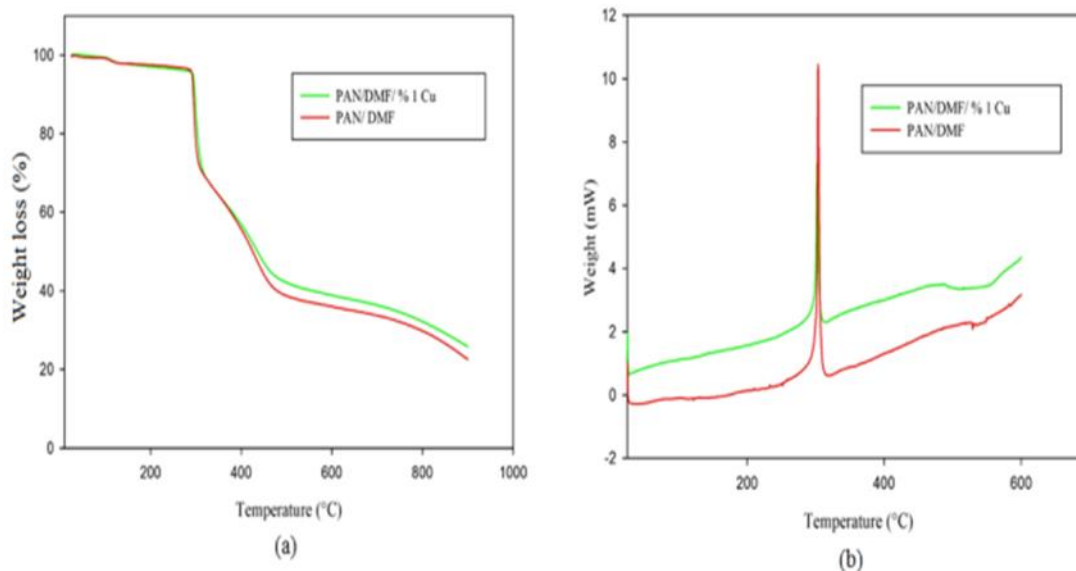 100
80
60
40
20
0
Weight loss (%)
PAN/DMF/ % 1 Cu
PAN/ DMF
200
400
600
800
1000
Temperature (°C)
(a)
12
10
8
6
4
2
0
-2
Weight (mW)
PAN/DMF/ % 1 Cu
PAN/DMF
200
400
600
Temperature (°C)
(b)